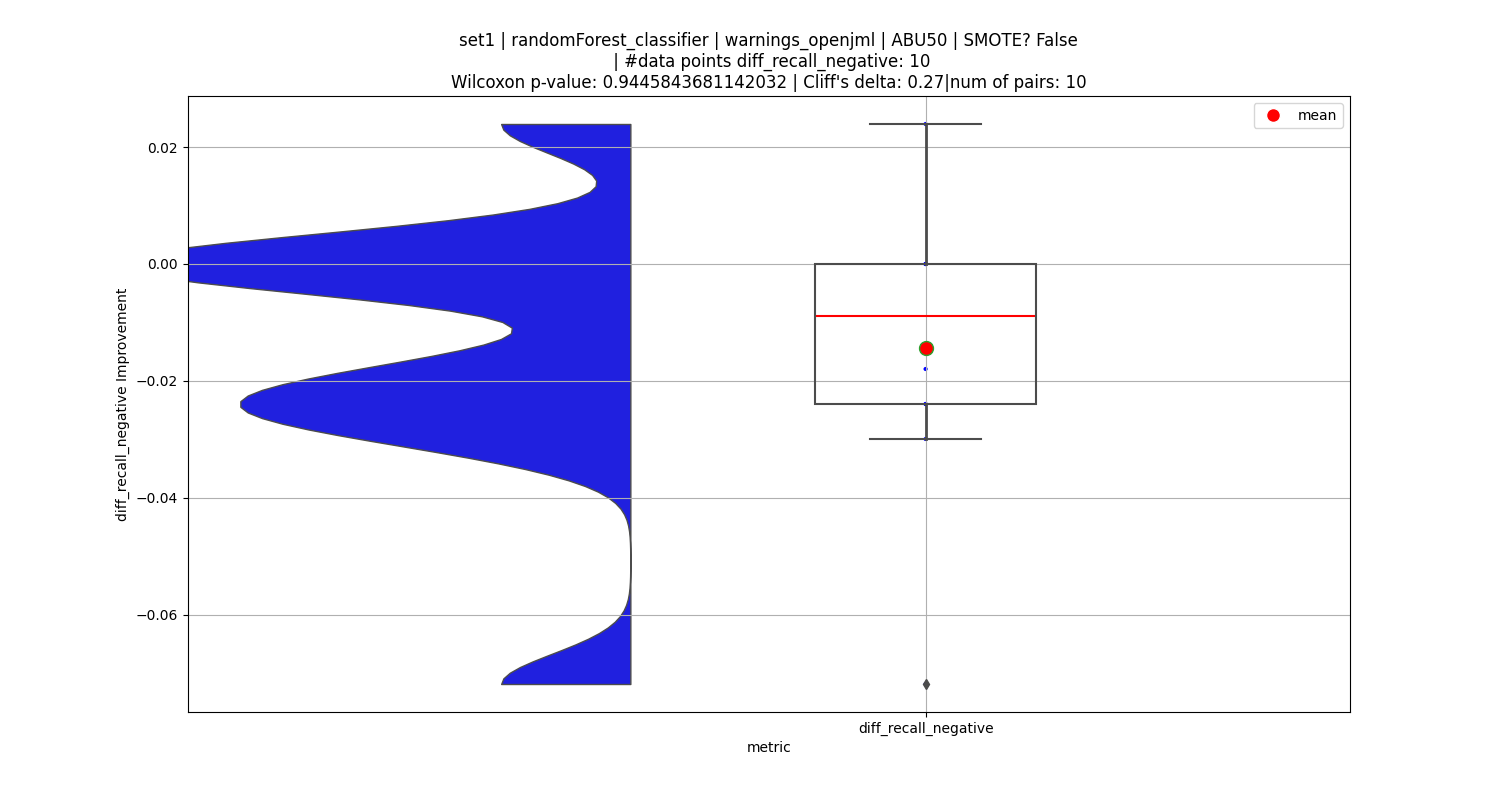 set1 | randomForest_classifier | warnings_openjml | ABU50 | SMOTE? False
| #data points diff_recall_negative: 10
Wilcoxon p-value: 0.9445843681142032 | Cliff's delta: 0.27|num of pairs: 10
mean
0.02
0.00
−0.02
−0.04
−0.06
diff_recall_negative Improvement
diff_recall_negative
metric